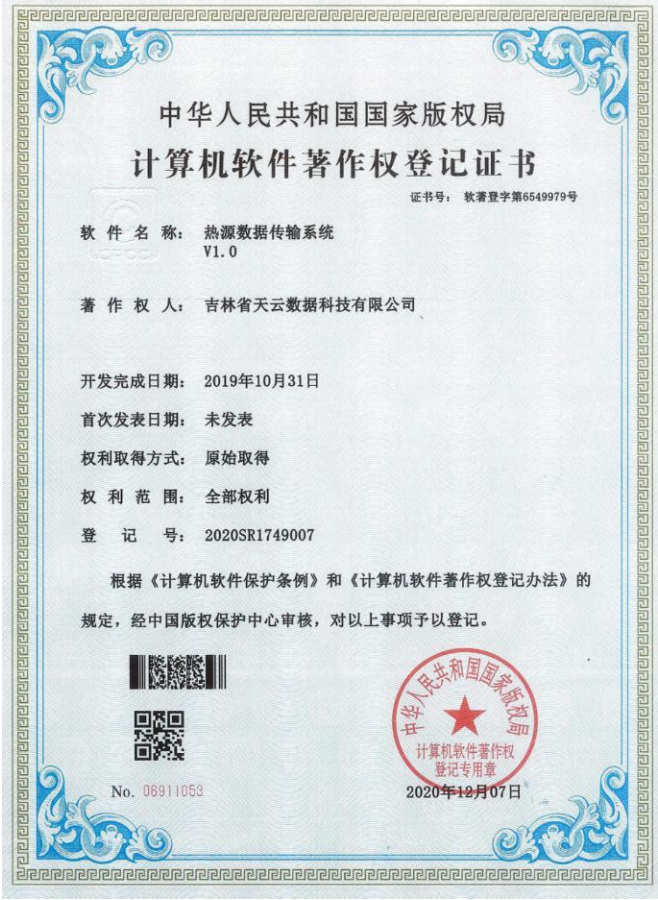 中华人民共和国国家版权局
计算机软件著作权登记证书
证书号： 软著登字第6549979号
软件名称： 热源数据传输系统
V1.0
著作权人： 吉林省天云数据科技有限公司
开发完成日期： 2019年10月31日
首次发表日期： 未发表
权利取得方式： 原始取得
权利范围： 全部权利
登记号： 2020SR1749007
根据《计算机软件保护条例》和《计算机软件著作权登记办法》的
规定，经中国版权保护中心审核，对以上事项予以登记。
中华人民共和国国家版权局
计算机软件著作权
登记专用章
No. 06911053
2020年12月07日